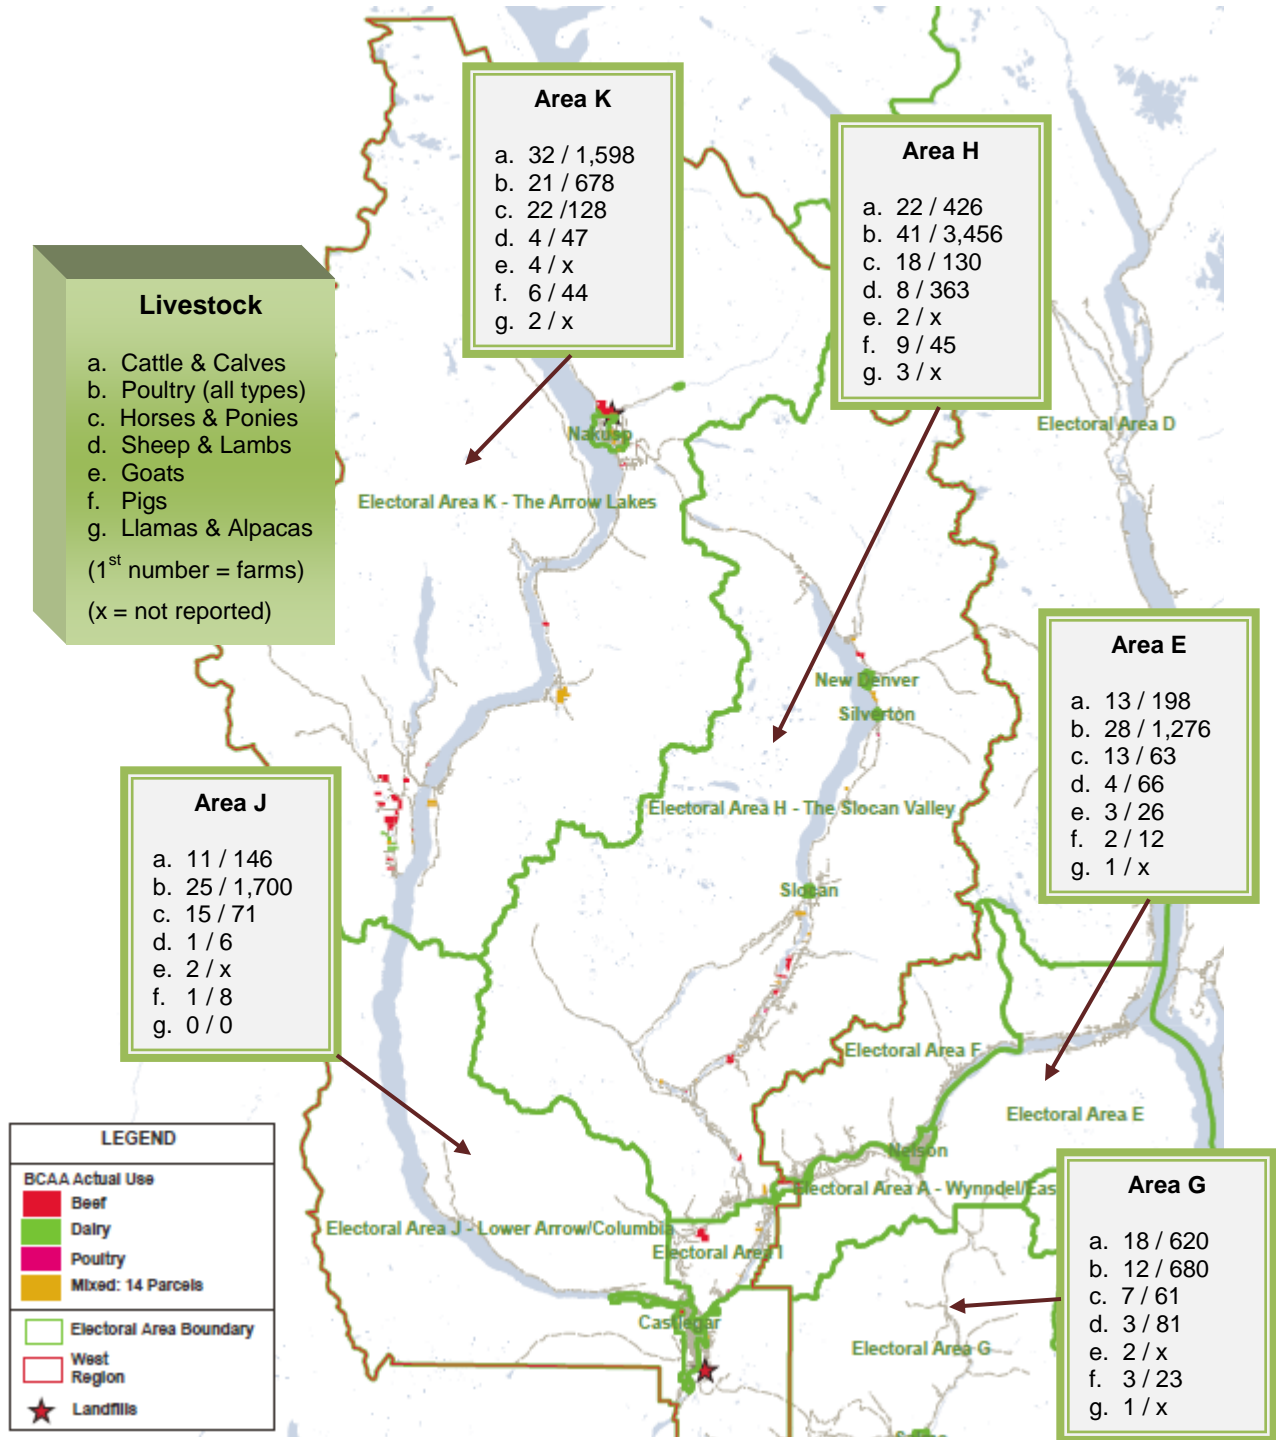 Area K
a. 32 / 1,598
b. 21 / 678
c. 22 /128
d. 4 / 47
e. 4 / x
f. 6 / 44
g. 2 / x
Area H
a. 22 / 426
b. 41 / 3,456
c. 18 / 130
d. 8 / 363
e. 2 / x
f. 9 / 45
g. 3 / x
Livestock
a. Cattle & Calves
b. Poultry (all types)
c. Horses & Ponies
d. Sheep & Lambs
e. Goats
f. Pigs
g. Llamas & Alpacas
(1st number = farms)
(x = not reported)
Nakusp
Electoral Area D
Electoral Area K - The Arrow Lakes
New Denver
Silverton
Electoral Area H - The Slocan Valley
Slocan
Area E
a. 13 / 198
b. 28 / 1,276
c. 13 / 63
d. 4 / 66
e. 3 / 26
f. 2 / 12
g. 1 / x
Area J
a. 11 / 146
b. 25 / 1,700
c. 15 / 71
d. 1 / 6
e. 2 / x
f. 1 / 8
g. 0 / 0
Electoral Area F
Electoral Area E
Nelson
Electoral Area A - Wynndel/Eas
Electoral Area J - Lower Arrow/Columbia
Electoral Area I
Castlegar
Electoral Area G
Area G
a. 18 / 620
b. 12 / 680
c. 7 / 61
d. 3 / 81
e. 2 / x
f. 3 / 23
g. 1 / x
LEGEND
BCAA Actual Use
Beef
Dairy
Poultry
Mixed: 14 Parcels
Electoral Area Boundary
West
Region
Landfills